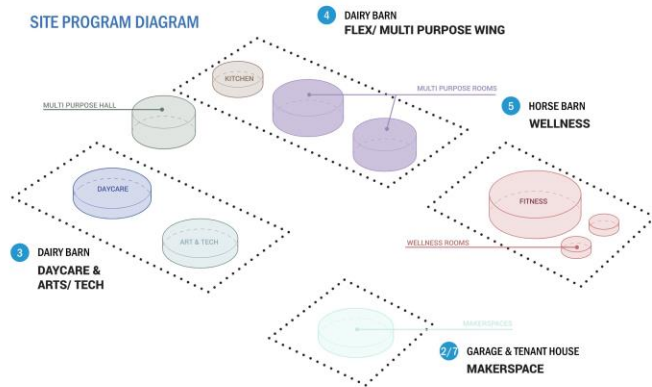 SITE PROGRAM DIAGRAM
4 DAIRY BARN
FLEX/ MULTI PURPOSE WING
KITCHEN
MULTI PURPOSE ROOMS
MULTI PURPOSE HALL
5 HORSE BARN
WELLNESS
DAYCARE
FITNESS
ART & TECH
WELLNESS ROOMS
3 DAIRY BARN
DAYCARE &
ARTS/ TECH
MAKERSPACES
2/7 GARAGE & TENANT HOUSE
MAKERSPACE